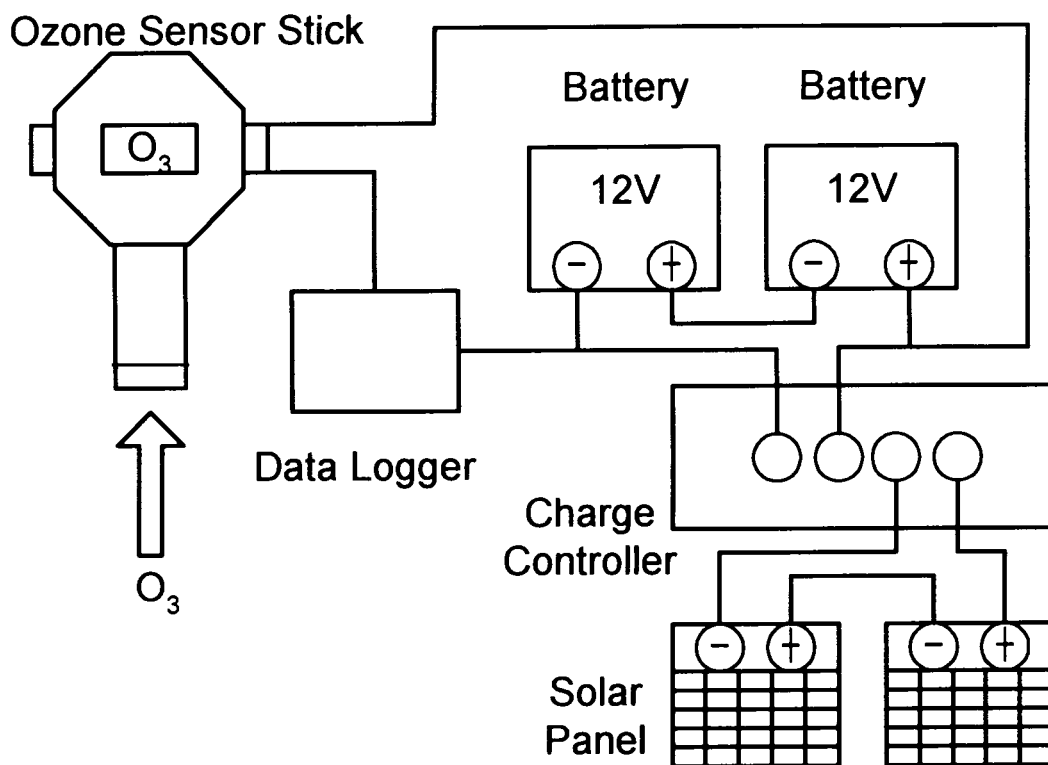 Ozone Sensor Stick
O₃
Battery
Battery
12V
12V
- +
- +
Data Logger
Charge
Controller
O₃
- +
- +
Solar
Panel